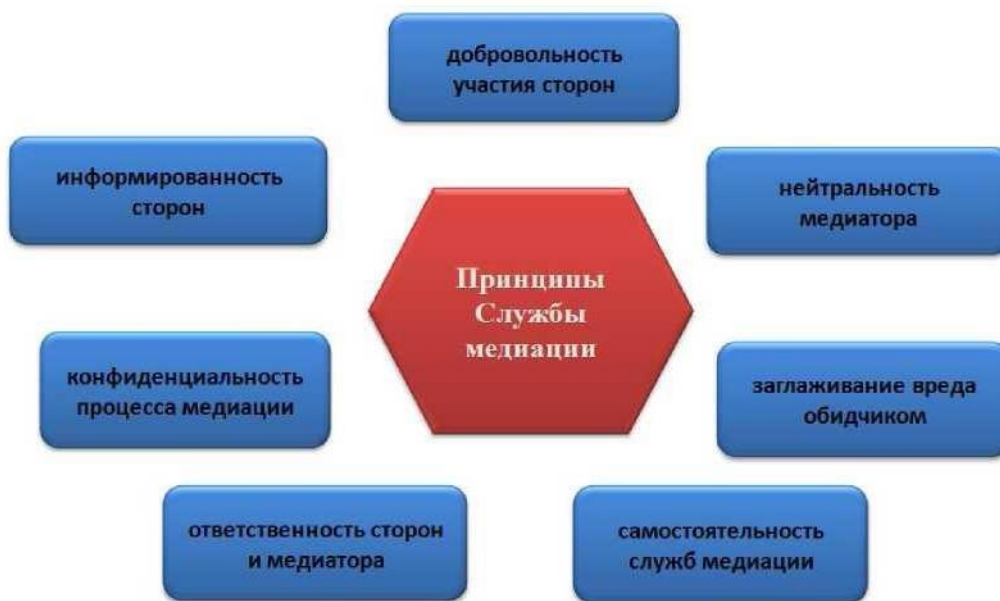 добровольность
участия сторон
информированность
сторон
нейтральность
медиатора
Принципы
Службы
медиации
конфиденциальность
процесса медиации
заглаживание вреда
обидчиком
ответственность сторон
и медиатора
самостоятельность
служб медиации